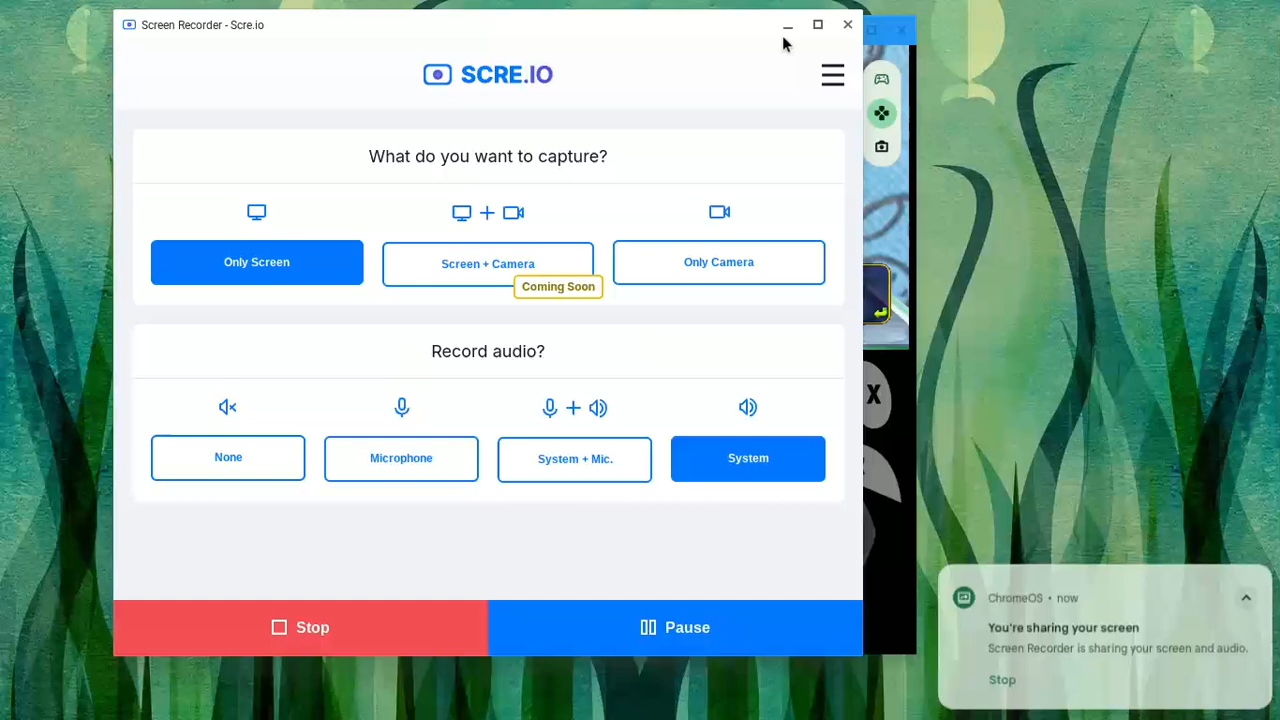 Screen Recorder - Scre.io
SCRE.IO
What do you want to capture?
Only Screen
Screen + Camera
Only Camera
Coming Soon
Record audio?
None
Microphone
System + Mic.
System
X
Stop
Pause
ChromeOS • now
You're sharing your screen
Screen Recorder is sharing your screen and audio.
Stop